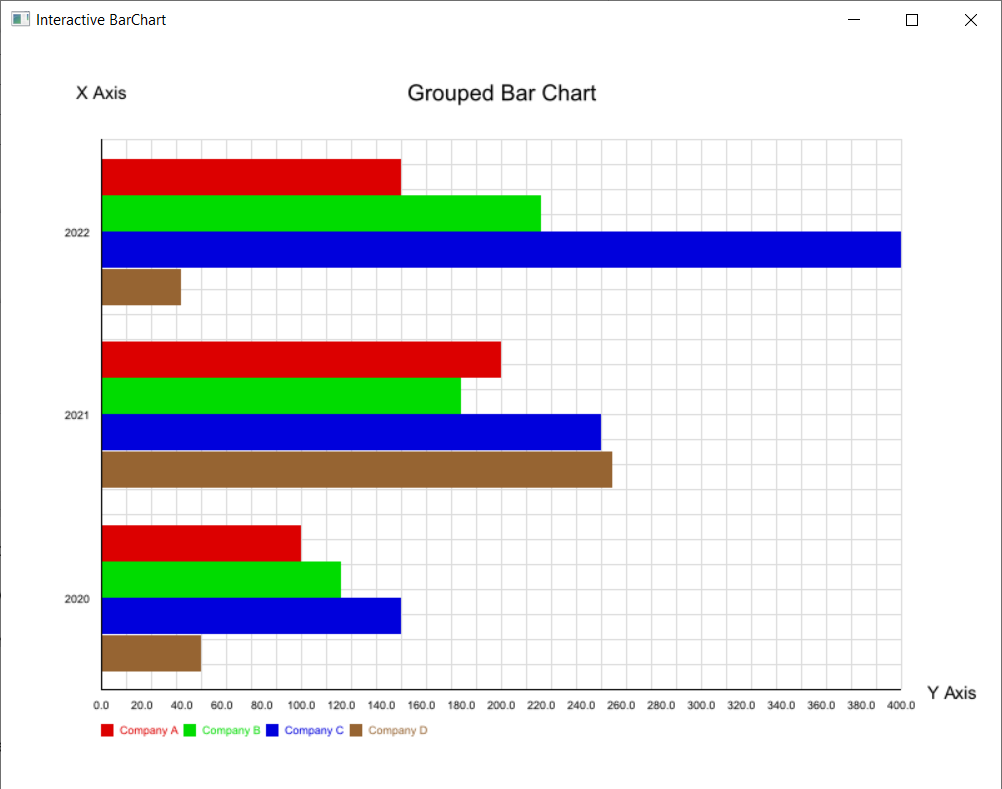 Interactive BarChart
X Axis
Grouped Bar Chart
2022
2021
2020
0.0 20.0 40.0 60.0 80.0 100.0 120.0 140.0 160.0 180.0 200.0 220.0 240.0 260.0 280.0 300.0 320.0 340.0 360.0 380.0 400.0
Y Axis
Company A Company B Company C Company D